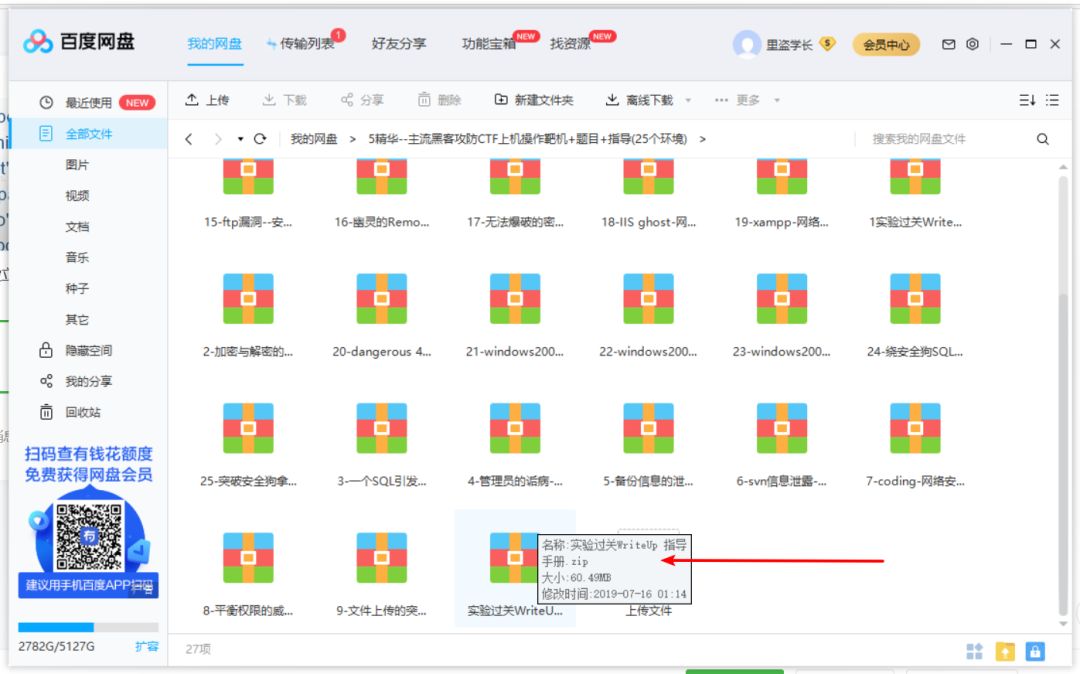 百度网盘
我的网盘
传输列表
1
好友分享
功能宝箱
NEW
找资源
NEW
里盗学长
S
会员中心
最近使用
NEW
全部文件
图片
视频
文档
音乐
种子
其它
隐藏空间
我的分享
回收站
扫码查有钱花额度
免费获得网盘会员
建议用手机百度APP扫码
广告
2782G/5127G
扩容
上传
下载
分享
删除
新建文件夹
离线下载
更多
我的网盘 > 5精华--主流黑客攻防CTF上机操作靶机+题目+指导(25个环境) >
搜索我的网盘文件
15-ftp漏洞--安...
16-幽灵的Remo...
17-无法爆破的密...
18-IIS ghost-网...
19-xampp-网络...
1实验过关Write...
2-加密与解密的...
20-dangerous 4...
21-windows200...
22-windows200...
23-windows200...
24-绕安全狗SQL...
25-突破安全狗拿...
3-一个SQL引发...
4-管理员的诟病-...
5-备份信息的泄...
6-svn信息泄露-...
7-coding-网络安...
8-平衡权限的威...
9-文件上传的突...
实验过关WriteU...
上传文件
名称:实验过关WriteUp 指导
手册.zip
大小:60.49MB
修改时间:2019-07-16 01:14
27项